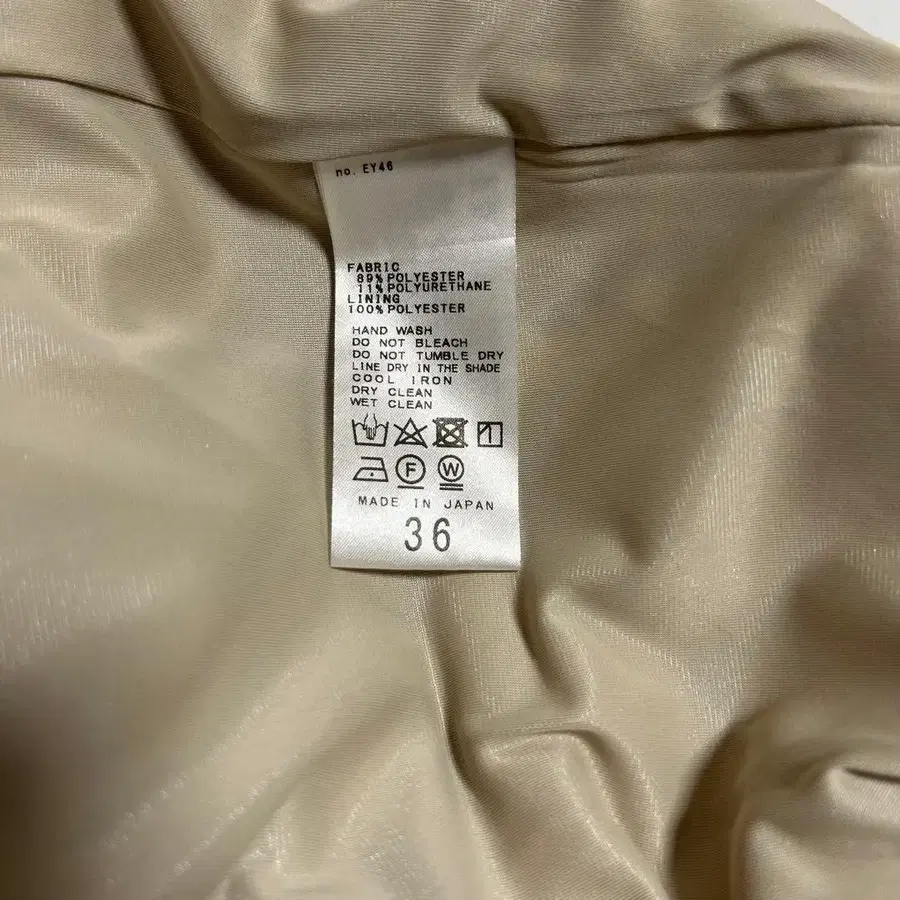 no. EY46
FABRIC
89% POLYESTER
11% POLYURETHANE
LINING
100% POLYESTER
HAND WASH
DO NOT BLEACH
DO NOT TUMBLE DRY
LINE DRY IN THE SHADE
COOL IRON
DRY CLEAN
WET CLEAN
F W
MADE IN JAPAN
36